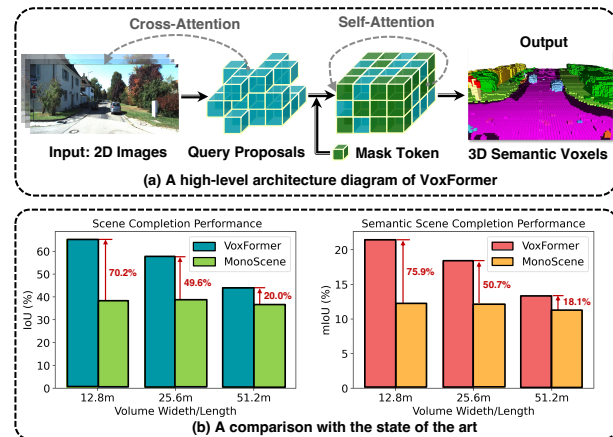 Cross-Attention
Self-Attention
Output
Input: 2D Images
Query Proposals
Mask Token
3D Semantic Voxels
(a) A high-level architecture diagram of VoxFormer
Scene Completion Performance
IoU (%)
60
50
40
30
20
10
0
VoxFormer
MonoScene
70.2%
49.6%
20.0%
12.8m
25.6m
51.2m
Volume Wideth/Length
Semantic Scene Completion Performance
mIoU (%)
20
15
10
5
0
VoxFormer
MonoScene
75.9%
50.7%
18.1%
12.8m
25.6m
51.2m
Volume Wideth/Length
(b) A comparison with the state of the art